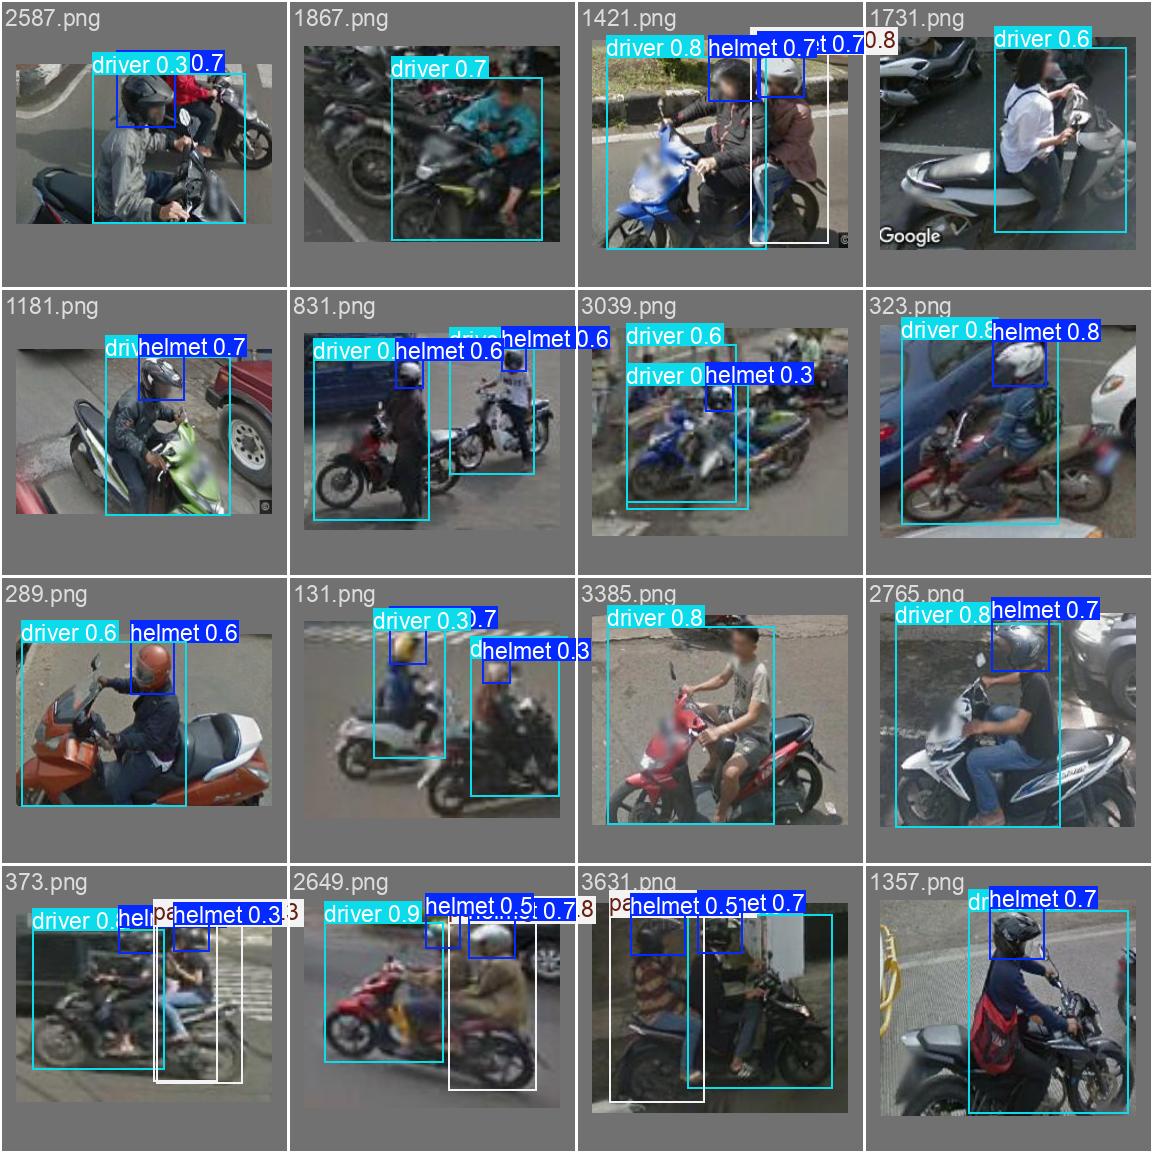 2587.png
driver 0.3 0.7
1867.png
driver 0.7
1421.png
driver 0.8 helmet 0.7 t 0.7 0.8
1731.png
driver 0.6
Google
1181.png
driv helmet 0.7
831.png
driver 0. helmet 0.6 helmet 0.6
3039.png
driver 0.6
driver 0 helmet 0.3
323.png
driver 0.8 helmet 0.8
289.png
driver 0.6 helmet 0.6
131.png
driver 0.3 0.7
d helmet 0.3
3385.png
driver 0.8
2765.png
driver 0.8 helmet 0.7
373.png
driver 0. helr pa helmet 0.3 3
2649.png
driver 0.9 helmet 0.5 0.7 .8
3631.png
pa helmet 0.5 et 0.7
1357.png
dr helmet 0.7